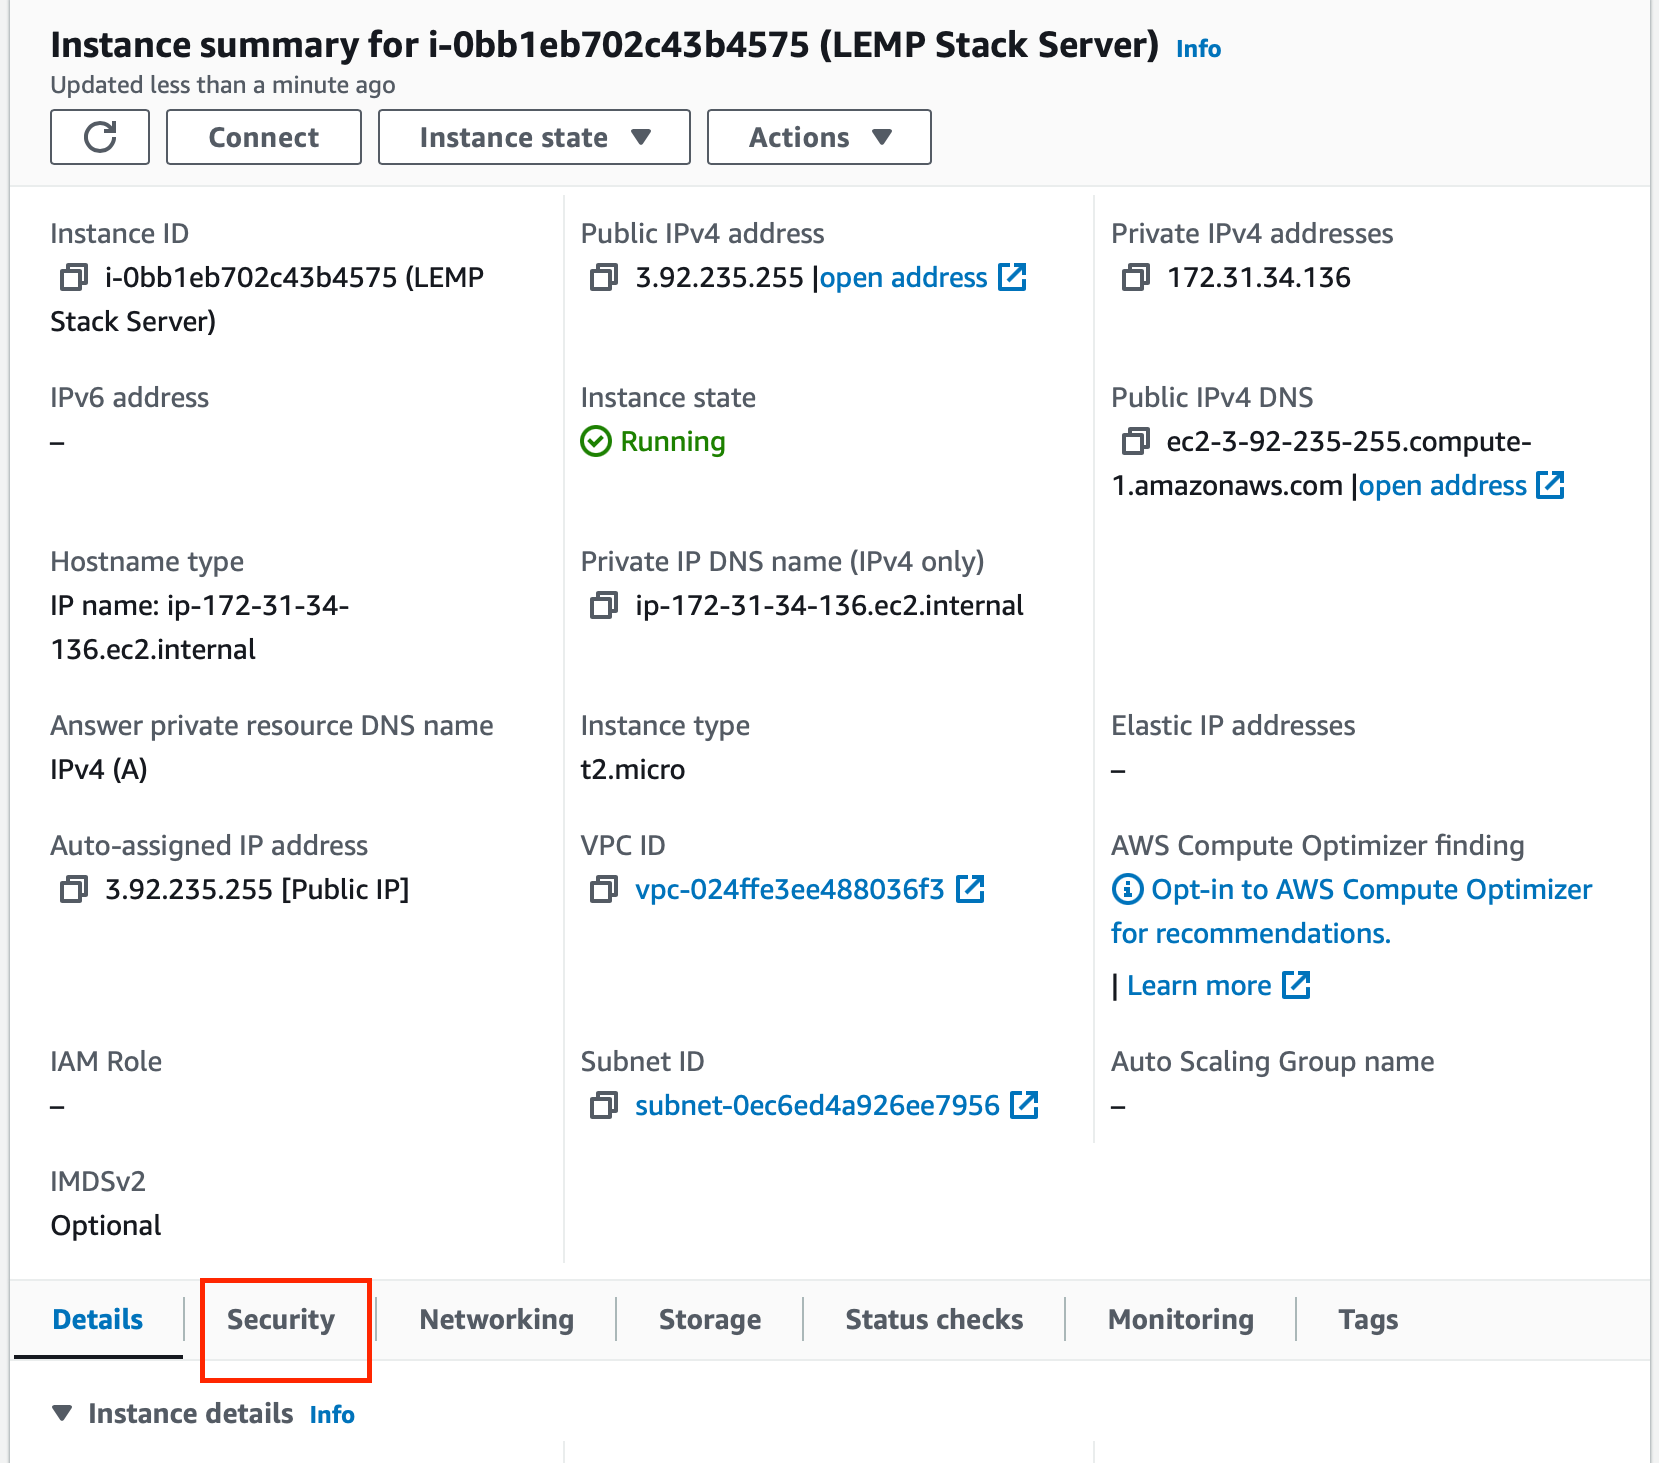 Instance summary for i-0bb1eb702c43b4575 (LEMP Stack Server) Info
Updated less than a minute ago
Connect
Instance state
Actions
Instance ID
i-0bb1eb702c43b4575 (LEMP
Stack Server)
Public IPv4 address
3.92.235.255 |open address
Private IPv4 addresses
172.31.34.136
IPv6 address
–
Instance state
Running
Public IPv4 DNS
ec2-3-92-235-255.compute-
1.amazonaws.com |open address
Hostname type
IP name: ip-172-31-34-
136.ec2.internal
Private IP DNS name (IPv4 only)
ip-172-31-34-136.ec2.internal
Answer private resource DNS name
IPv4 (A)
Instance type
t2.micro
Elastic IP addresses
–
Auto-assigned IP address
3.92.235.255 [Public IP]
VPC ID
vpc-024ffe3ee488036f3
AWS Compute Optimizer finding
Opt-in to AWS Compute Optimizer
for recommendations.
| Learn more
IAM Role
–
Subnet ID
subnet-0ec6ed4a926ee7956
Auto Scaling Group name
–
IMDSv2
Optional
Details
Security
Networking
Storage
Status checks
Monitoring
Tags
Instance details Info